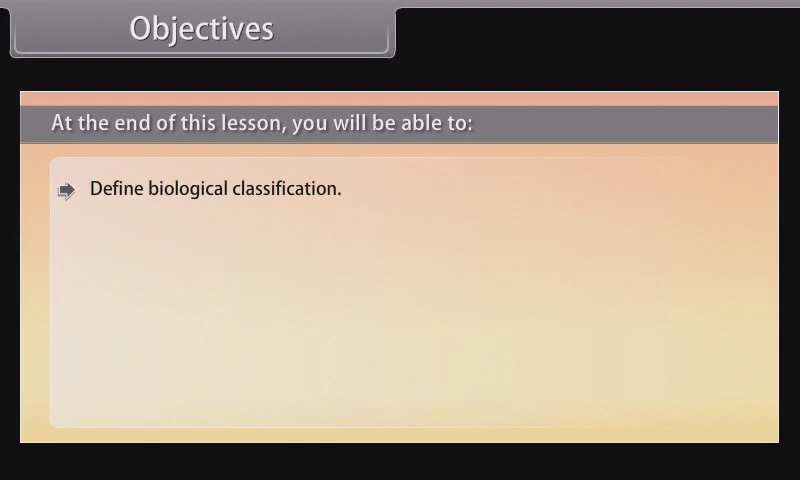 Objectives
At the end of this lesson, you will be able to:
Define biological classification.